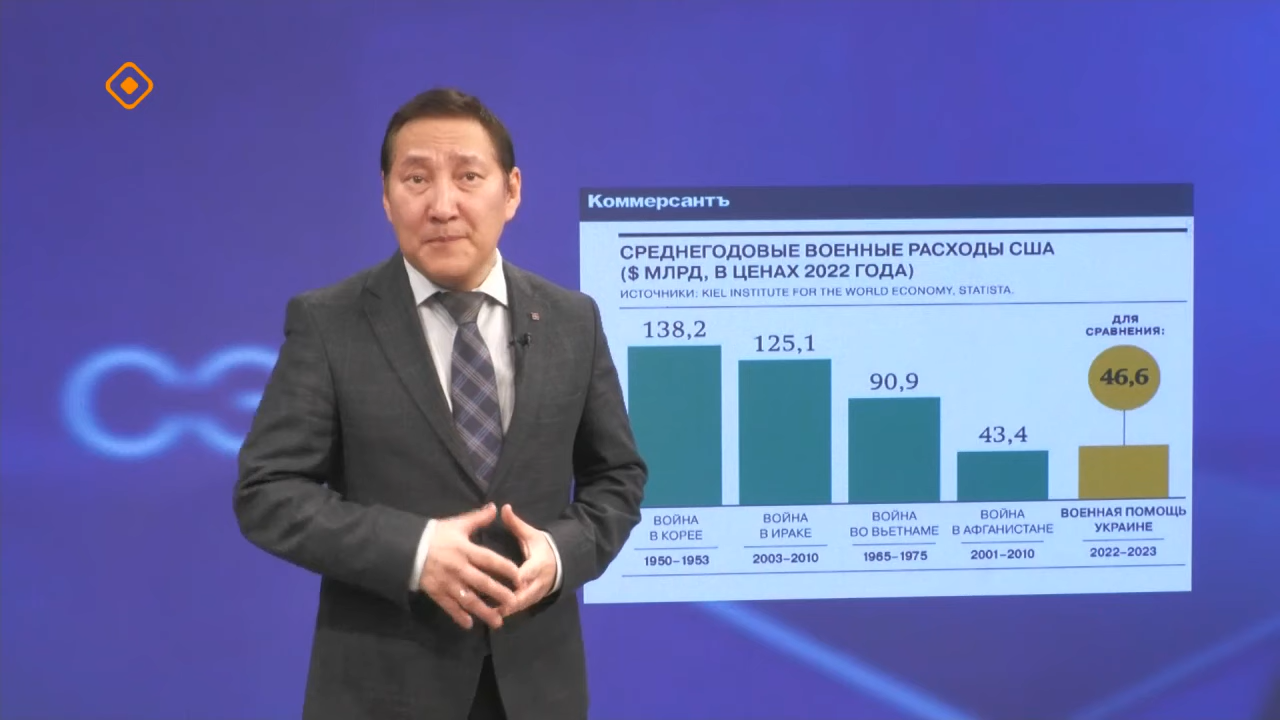 Коммерсантъ
СРЕДНЕГОДОВЫЕ ВОЕННЫЕ РАСХОДЫ США
($ МЛРД, В ЦЕНАХ 2022 ГОДА)
ИСТОЧНИКИ: KIEL INSTITUTE FOR THE WORLD ECONOMY, STATISTA.
138,2
125,1
90,9
43,4
ДЛЯ
СРАВНЕНИЯ:
46,6
ВОЙНА
В КОРЕЕ
1950–1953
ВОЙНА
В ИРАКЕ
2003–2010
ВОЙНА
ВО ВЬЕТНАМЕ
1965–1975
ВОЙНА
В АФГАНИСТАНЕ
2001–2010
ВОЕННАЯ ПОМОЩЬ
УКРАИНЕ
2022–2023